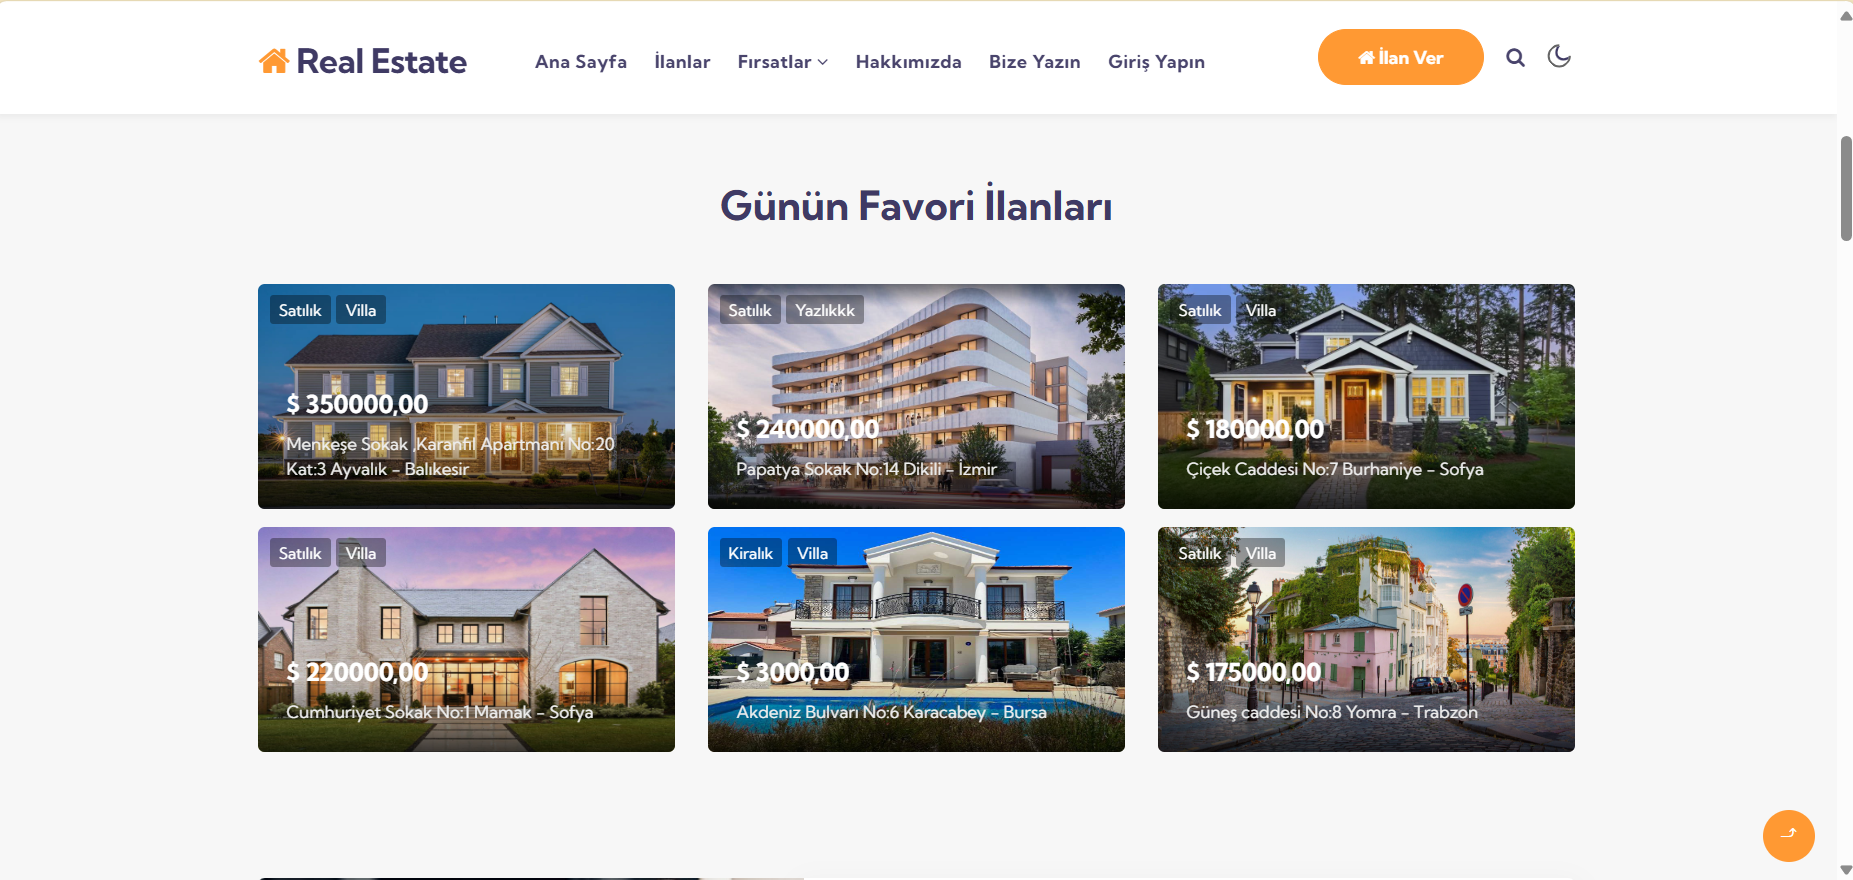 Real Estate
Ana Sayfa İlanlar Fırsatlar Hakkımızda Bize Yazın Giriş Yapın
İlan Ver
Günün Favori İlanları
Satılık Villa
$ 350000,00
Menkeşe Sokak ,Karanfil Apartmanı No:20
Kat:3 Ayvalık - Balıkesir
Satılık Yazlıkkk
$ 240000,00
Papatya Sokak No:14 Dikili - İzmir
Satılık Villa
$ 180000,00
Çiçek Caddesi No:7 Burhaniye - Sofya
Satılık Villa
$ 220000,00
Cumhuriyet Sokak No:1 Mamak - Sofya
Kiralık Villa
$ 3000,00
Akdeniz Bulvarı No:6 Karacabey - Bursa
Satılık Villa
$ 175000,00
Güneş caddesi No:8 Yomra - Trabzon